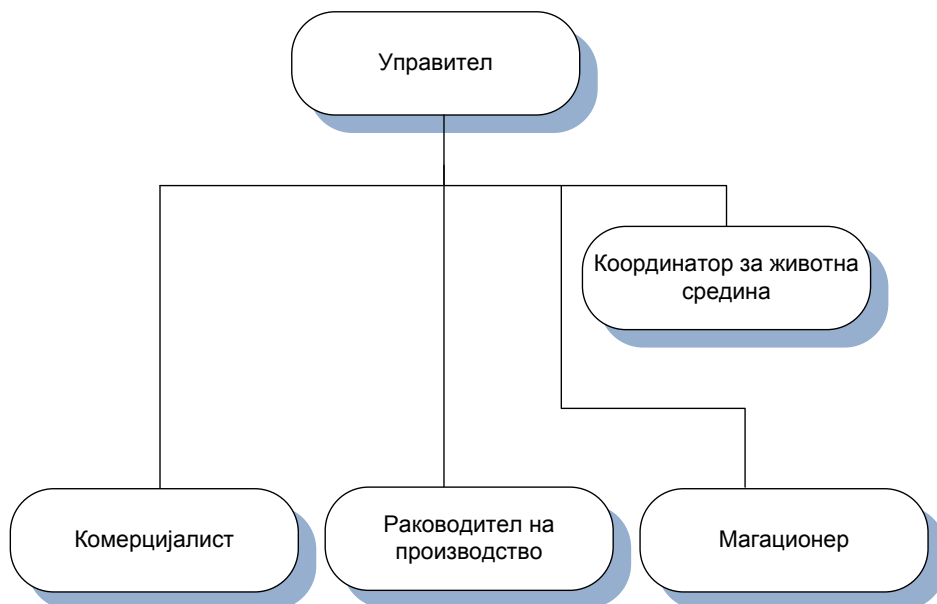 Управител
Координатор за животна
средина
Комерцијалист
Раководител на
производство
Магационер